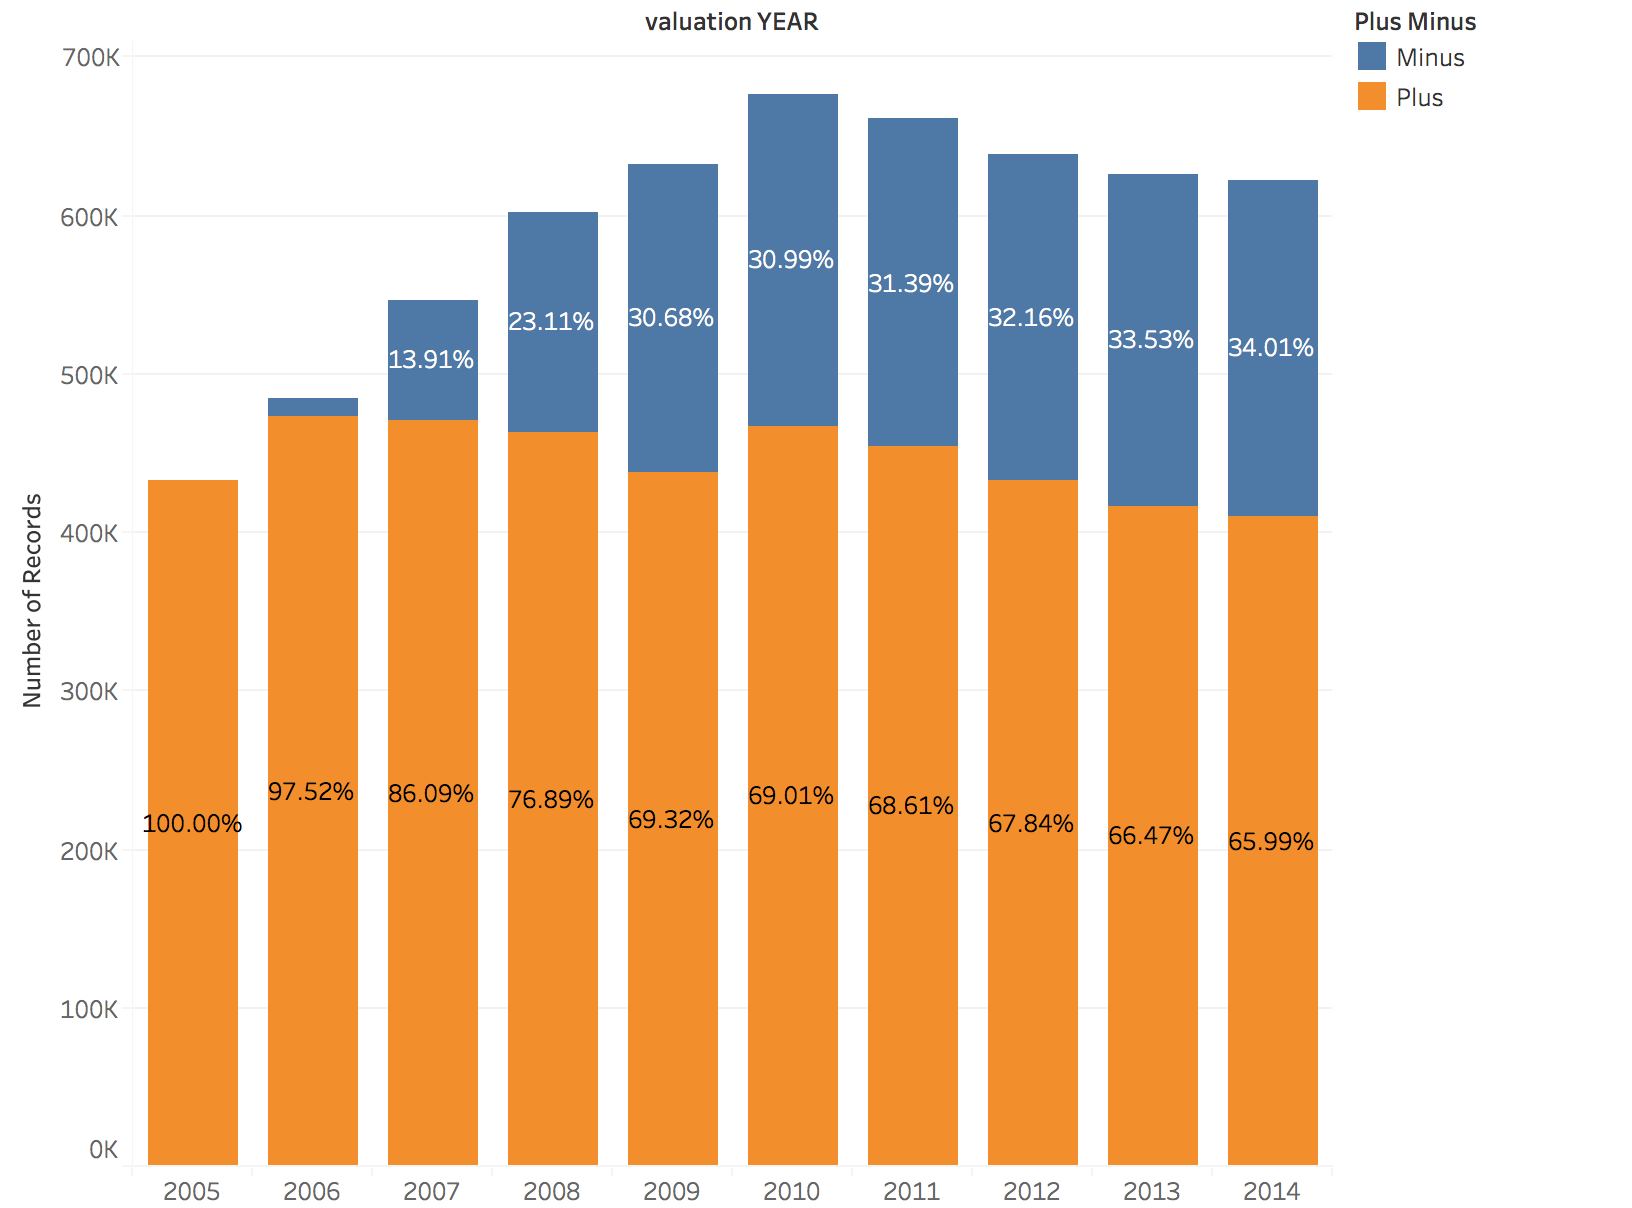 valuation YEAR
Plus Minus
Minus
Plus
Number of Records
700K
600K
500K
400K
300K
200K
100K
0K
13.91%
23.11%
30.68%
30.99%
31.39%
32.16%
33.53%
34.01%
100.00%
97.52%
86.09%
76.89%
69.32%
69.01%
68.61%
67.84%
66.47%
65.99%
2005 2006 2007 2008 2009 2010 2011 2012 2013 2014